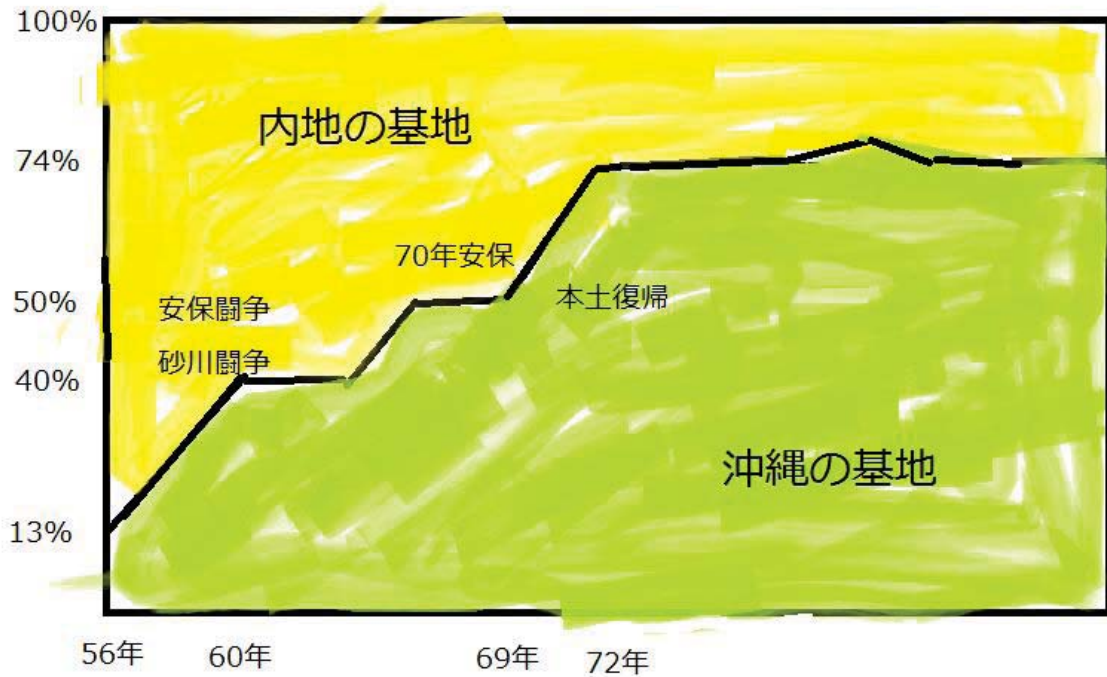 100%
内地の基地
74%
70年安保
50%
安保闘争
本土復帰
砂川闘争
40%
沖縄の基地
13%
56年
60年
69年
72年